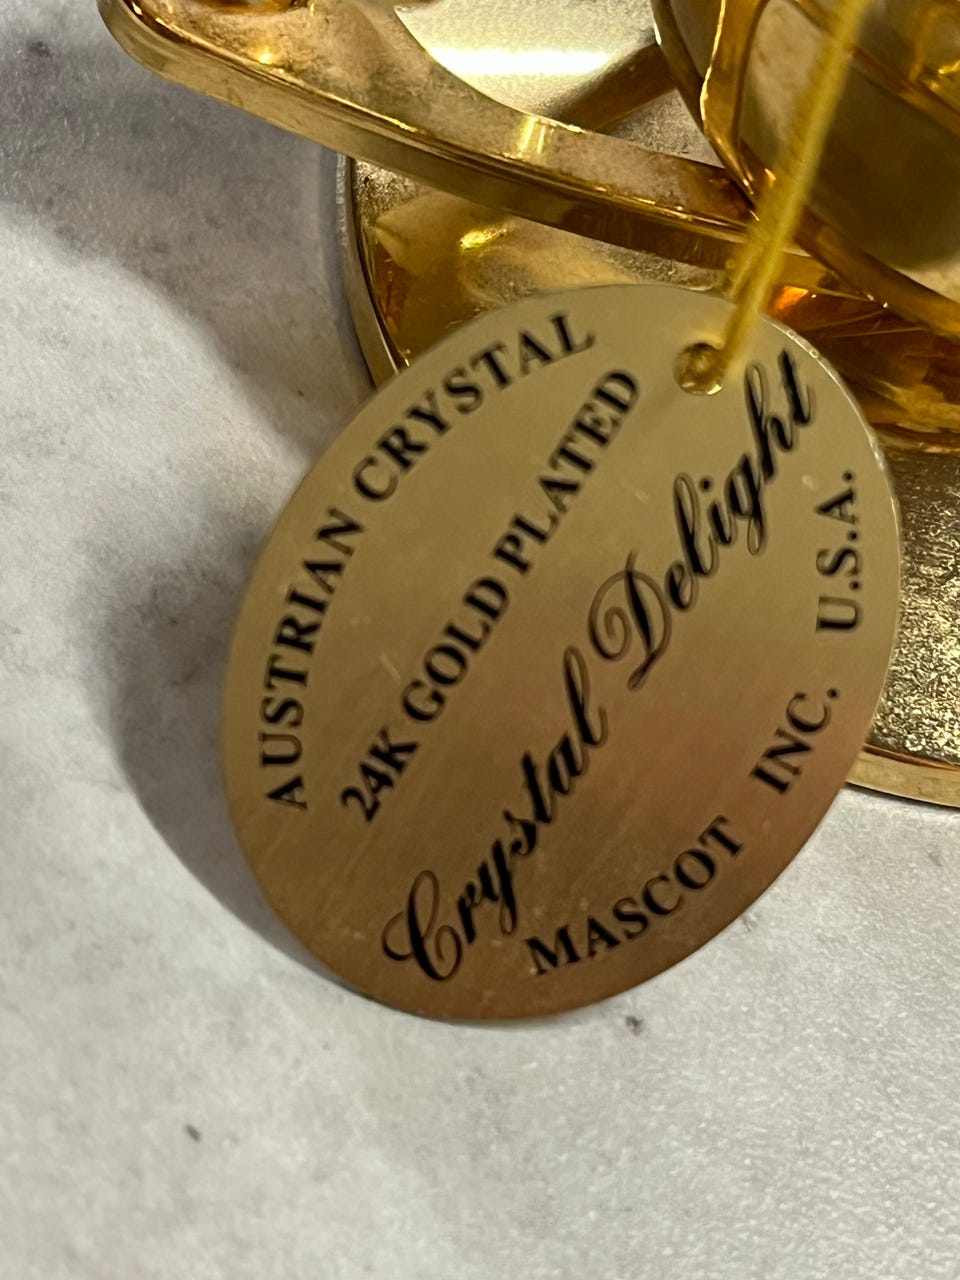 AUSTRIAN CRYSTAL
24K GOLD PLATED
Crystal Delight
MASCOT INC. U.S.A.